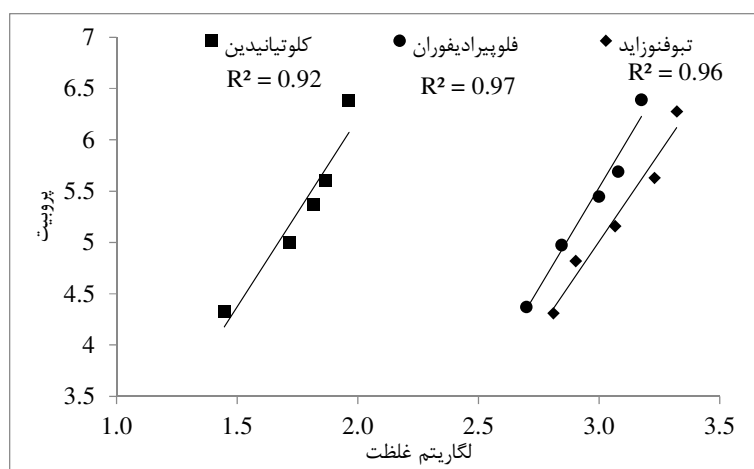 کلوتیانیدین
R² = 0.92
فلوپیرادیفوران
R² = 0.97
تبوفنوزاید
R² = 0.96
پروبیت
7
6.5
6
5.5
5
4.5
4
3.5
1.0 1.5 2.0 2.5 3.0 3.5
لگاریتم غلظت